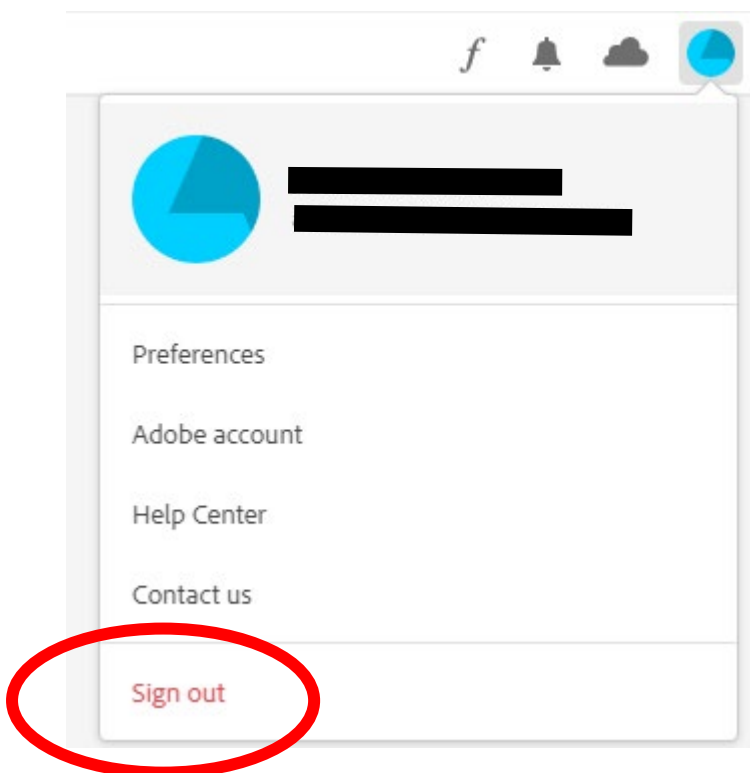 f
Preferences
Adobe account
Help Center
Contact us
Sign out